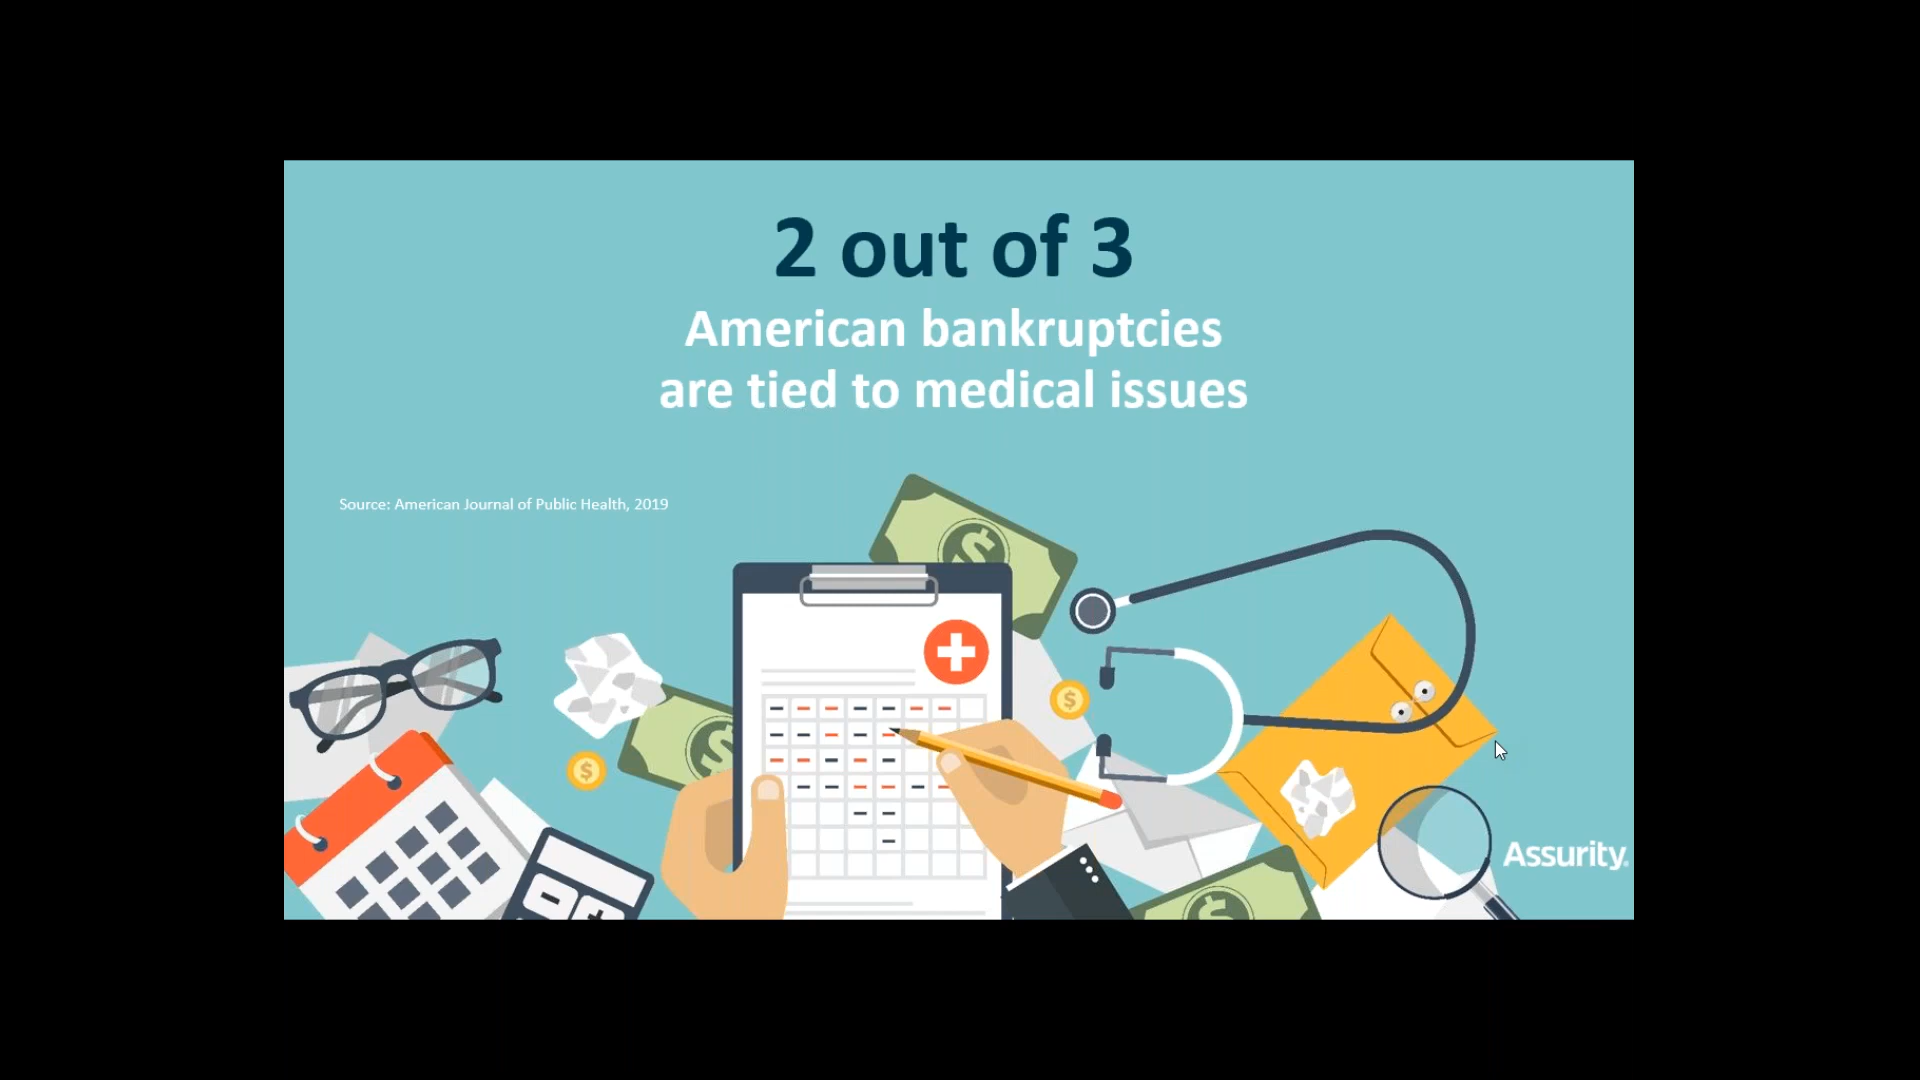 2 out of 3
American bankruptcies
are tied to medical issues
Source: American Journal of Public Health, 2019
Assurity®